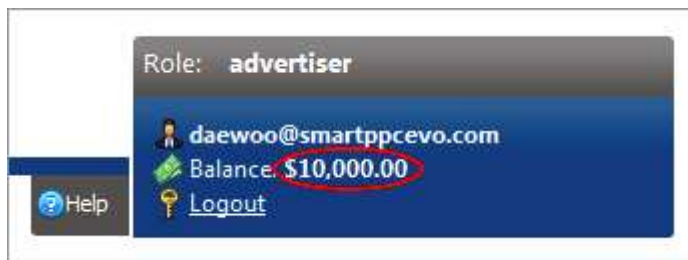 Role: advertiser
daewoo@smartppcevo.com
Balance: $10,000.00
Help
Logout